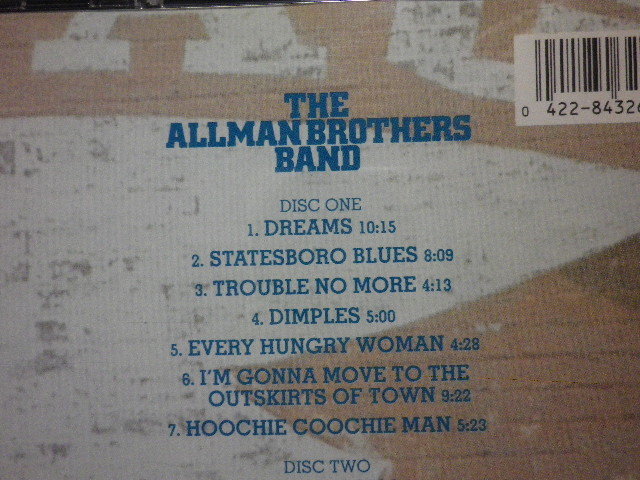 THE
ALLMAN BROTHERS
BAND
0 422-84326
DISC ONE
1. DREAMS 10:15
2. STATESBORO BLUES 8:09
3. TROUBLE NO MORE 4:13
4. DIMPLES 5:00
5. EVERY HUNGRY WOMAN 4:28
6. I'M GONNA MOVE TO THE
OUTSKIRTS OF TOWN 9:22
7. HOOCHIE COOCHIE MAN 5:23
DISC TWO